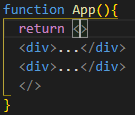 function App(){
return <>
<div>...</div>
<div>...</div>
</>
}